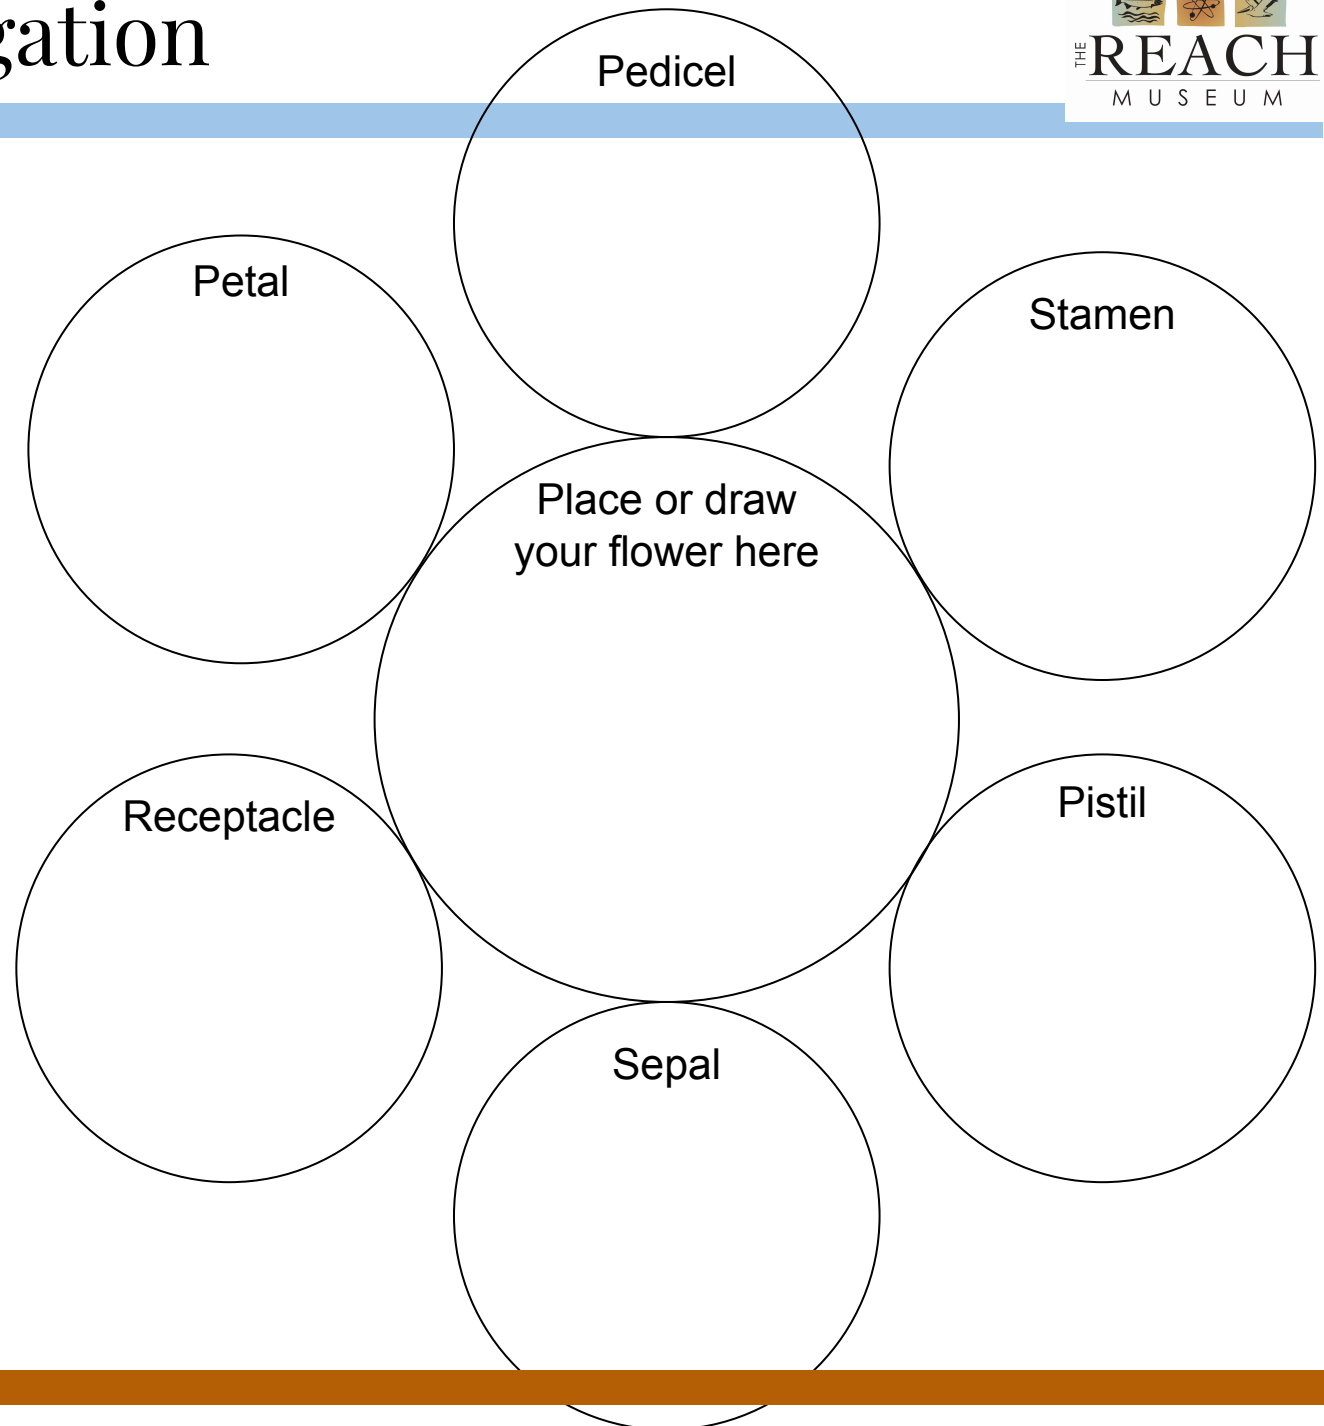 gation
THE
REACH
MUSEUM
Pedicel
Petal
Stamen
Place or draw
your flower here
Receptacle
Pistil
Sepal